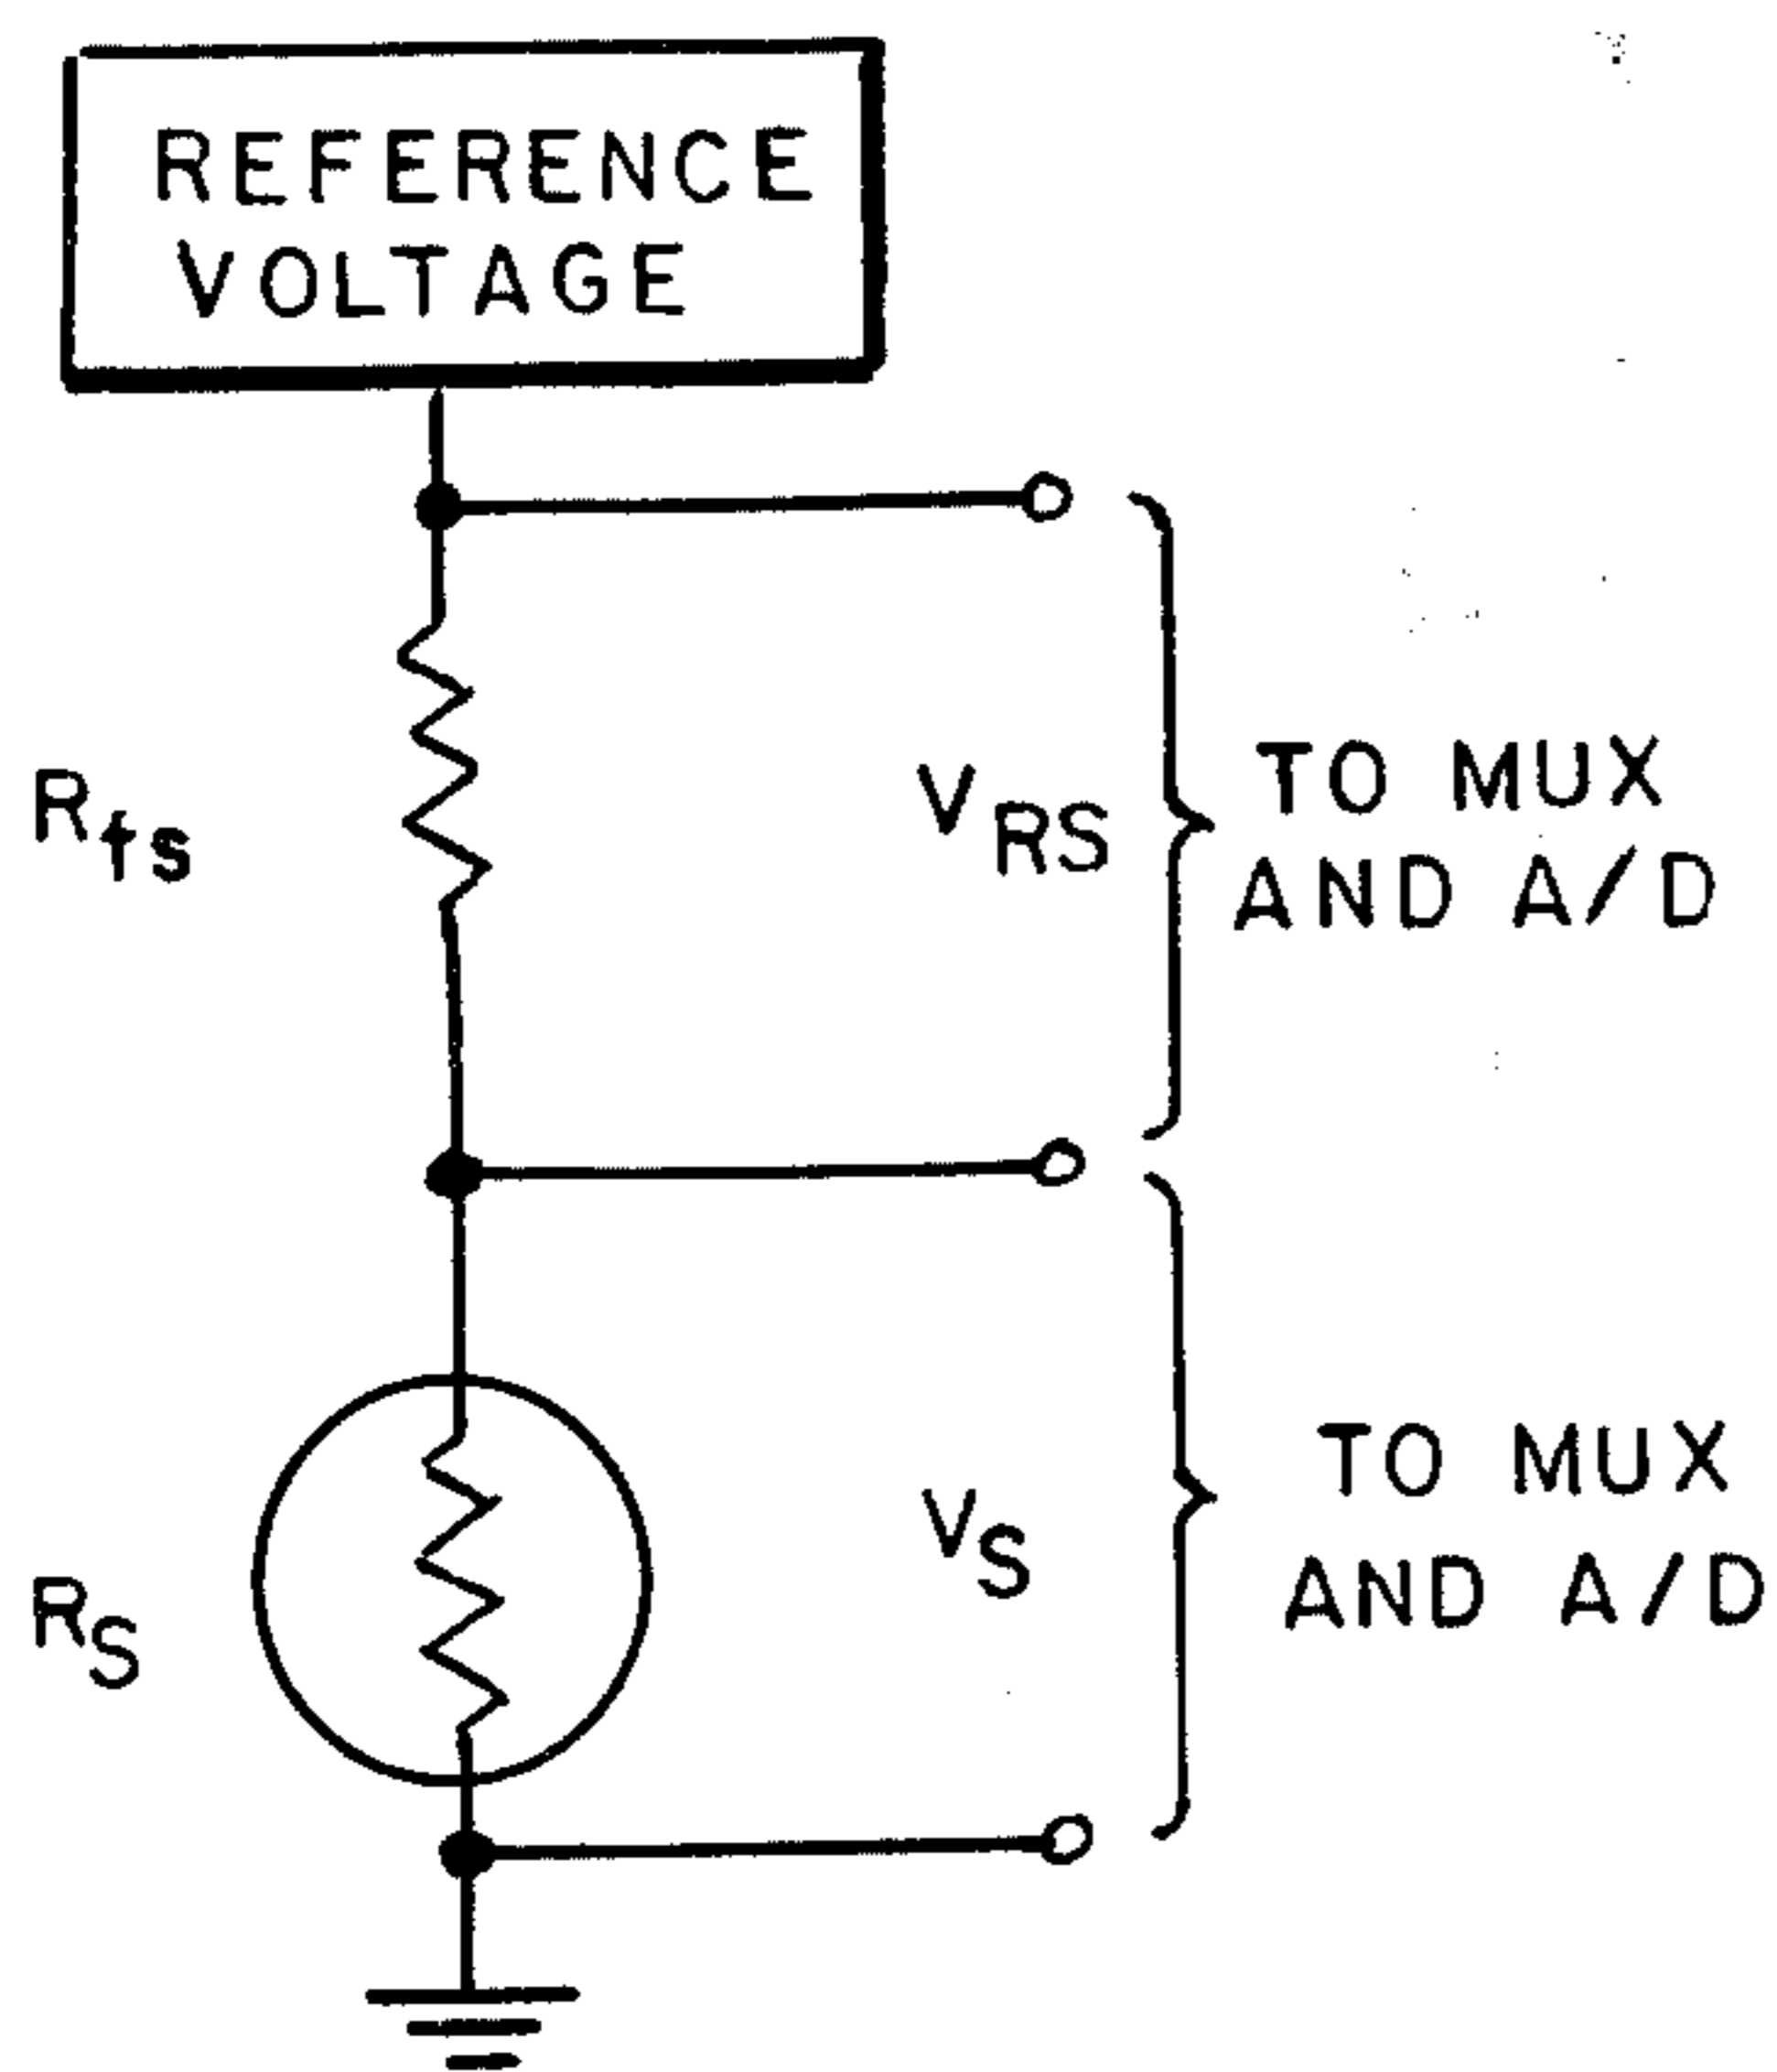 REFERENCE
VOLTAGE
Rfs
VRS
TO MUX
AND A/D
RS
VS
TO MUX
AND A/D